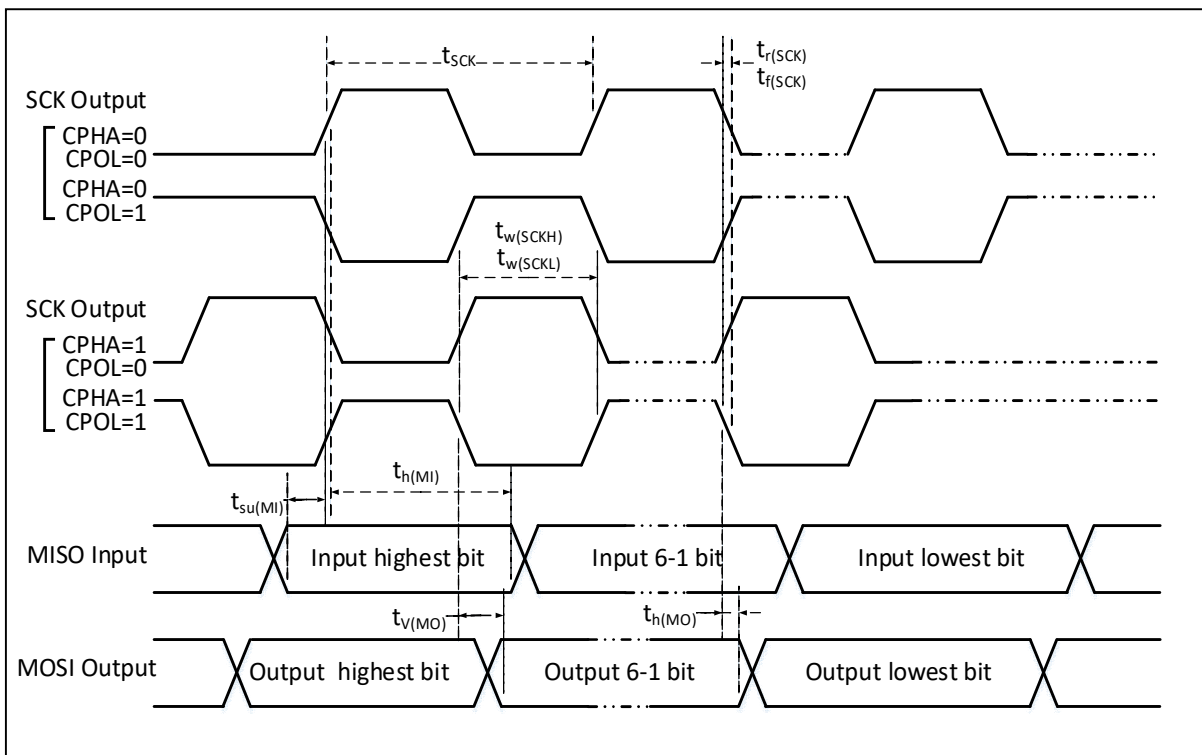 tSCK
tr(SCK)
tf(SCK)
SCK Output
CPHA=0
CPOL=0
CPHA=0
CPOL=1
tw(SCKH)
tw(SCKL)
SCK Output
CPHA=1
CPOL=0
CPHA=1
CPOL=1
th(MI)
tsu(MI)
MISO Input
Input highest bit
Input 6-1 bit
Input lowest bit
tV(MO)
th(MO)
MOSI Output
Output highest bit
Output 6-1 bit
Output lowest bit